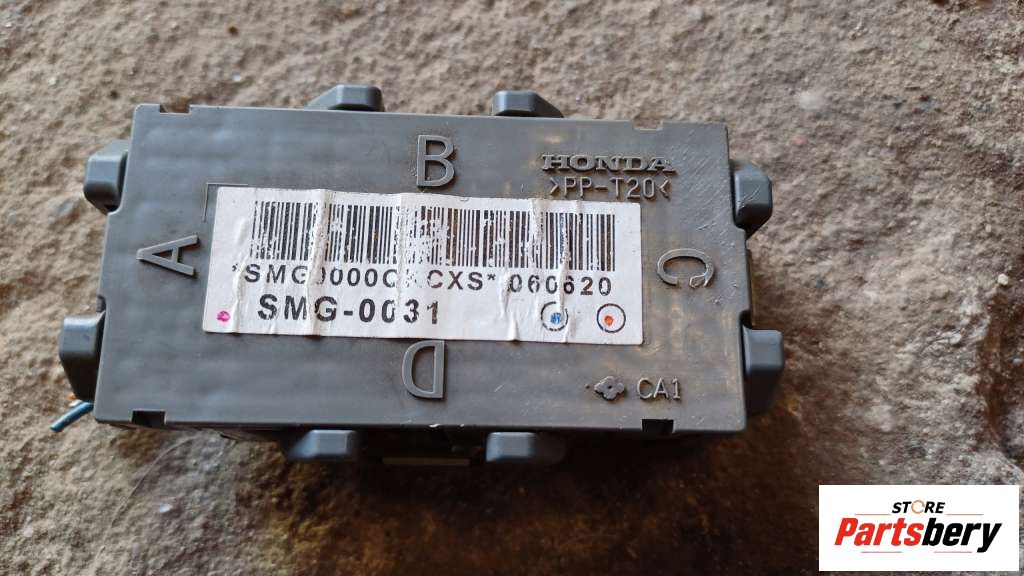 B
HONDA
>PP-T20<
A
C
060620
SMG-0031
D
CA1
STORE
Partsbery